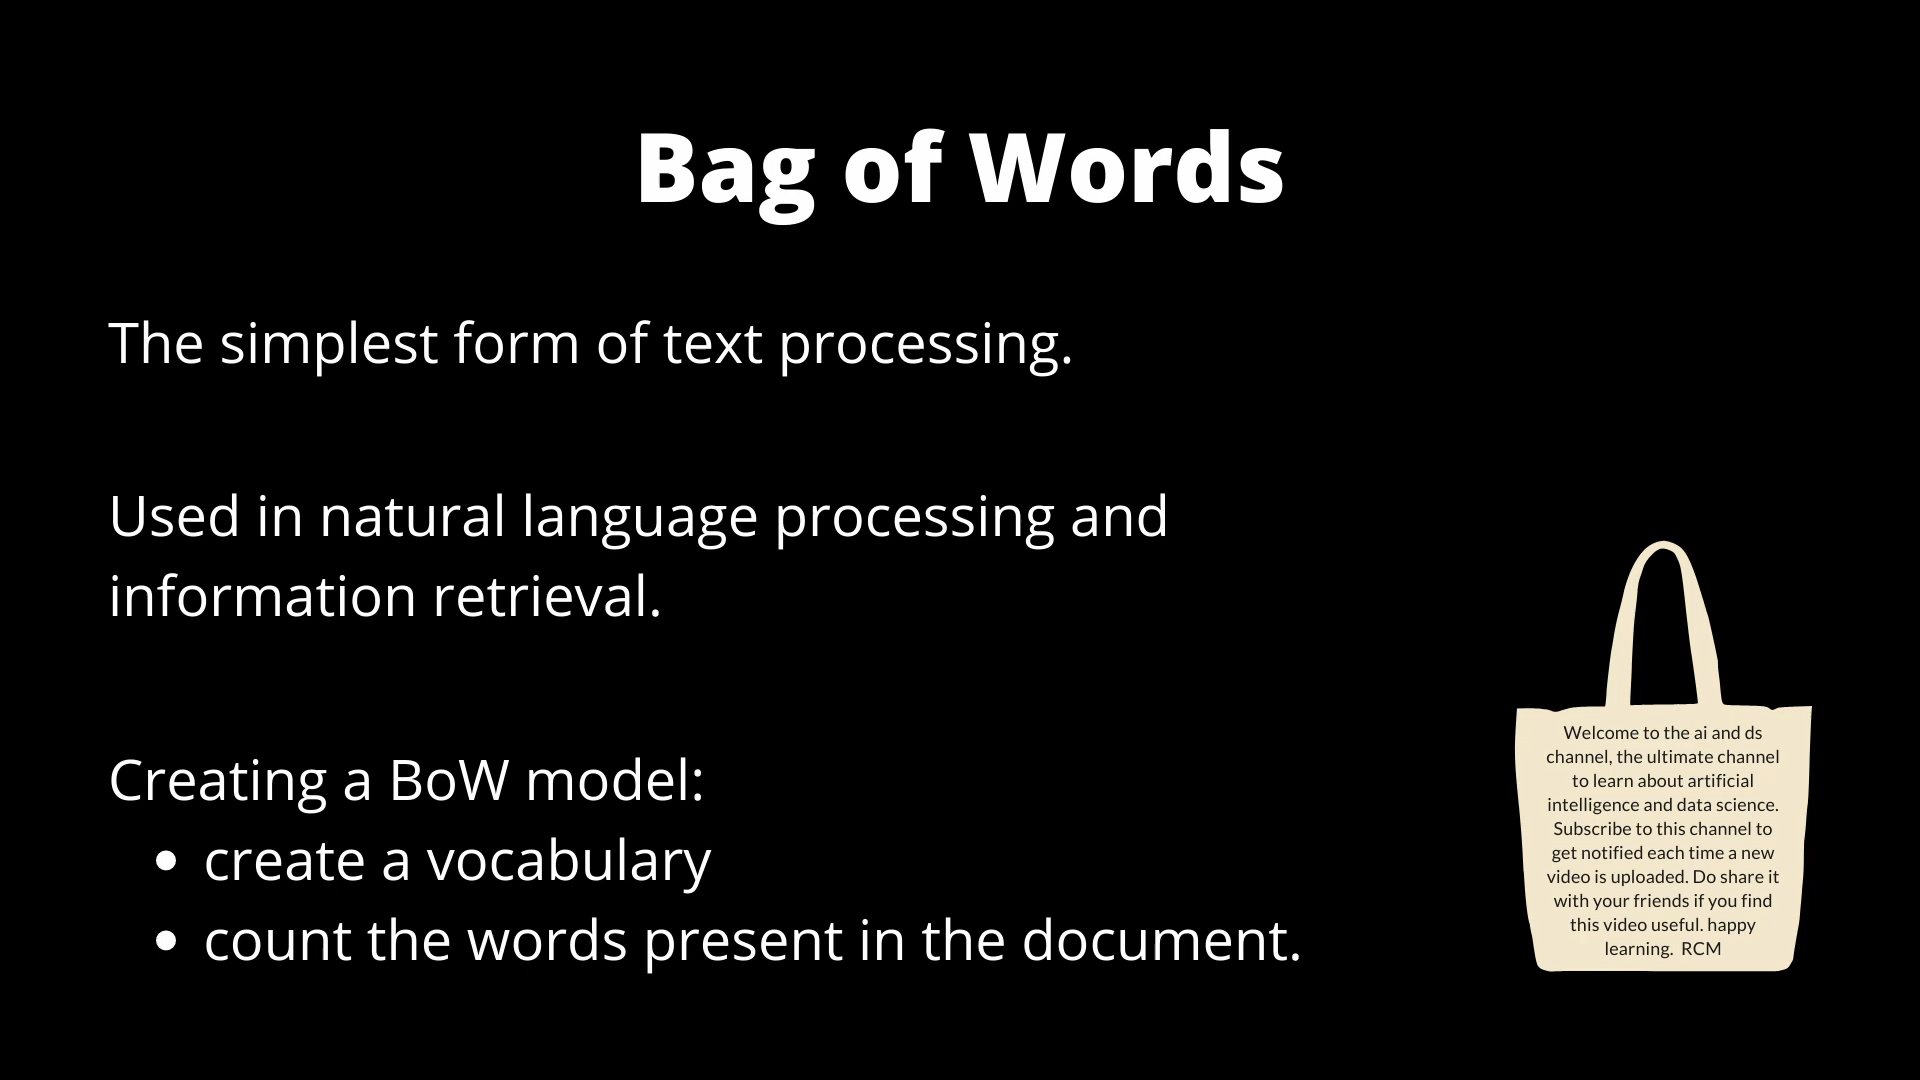 Bag of Words
The simplest form of text processing.
Used in natural language processing and
information retrieval.
Creating a BoW model:
• create a vocabulary
• count the words present in the document.
Welcome to the ai and ds
channel, the ultimate channel
to learn about artificial
intelligence and data science.
Subscribe to this channel to
get notified each time a new
video is uploaded. Do share it
with your friends if you find
this video useful. happy
learning. RCM